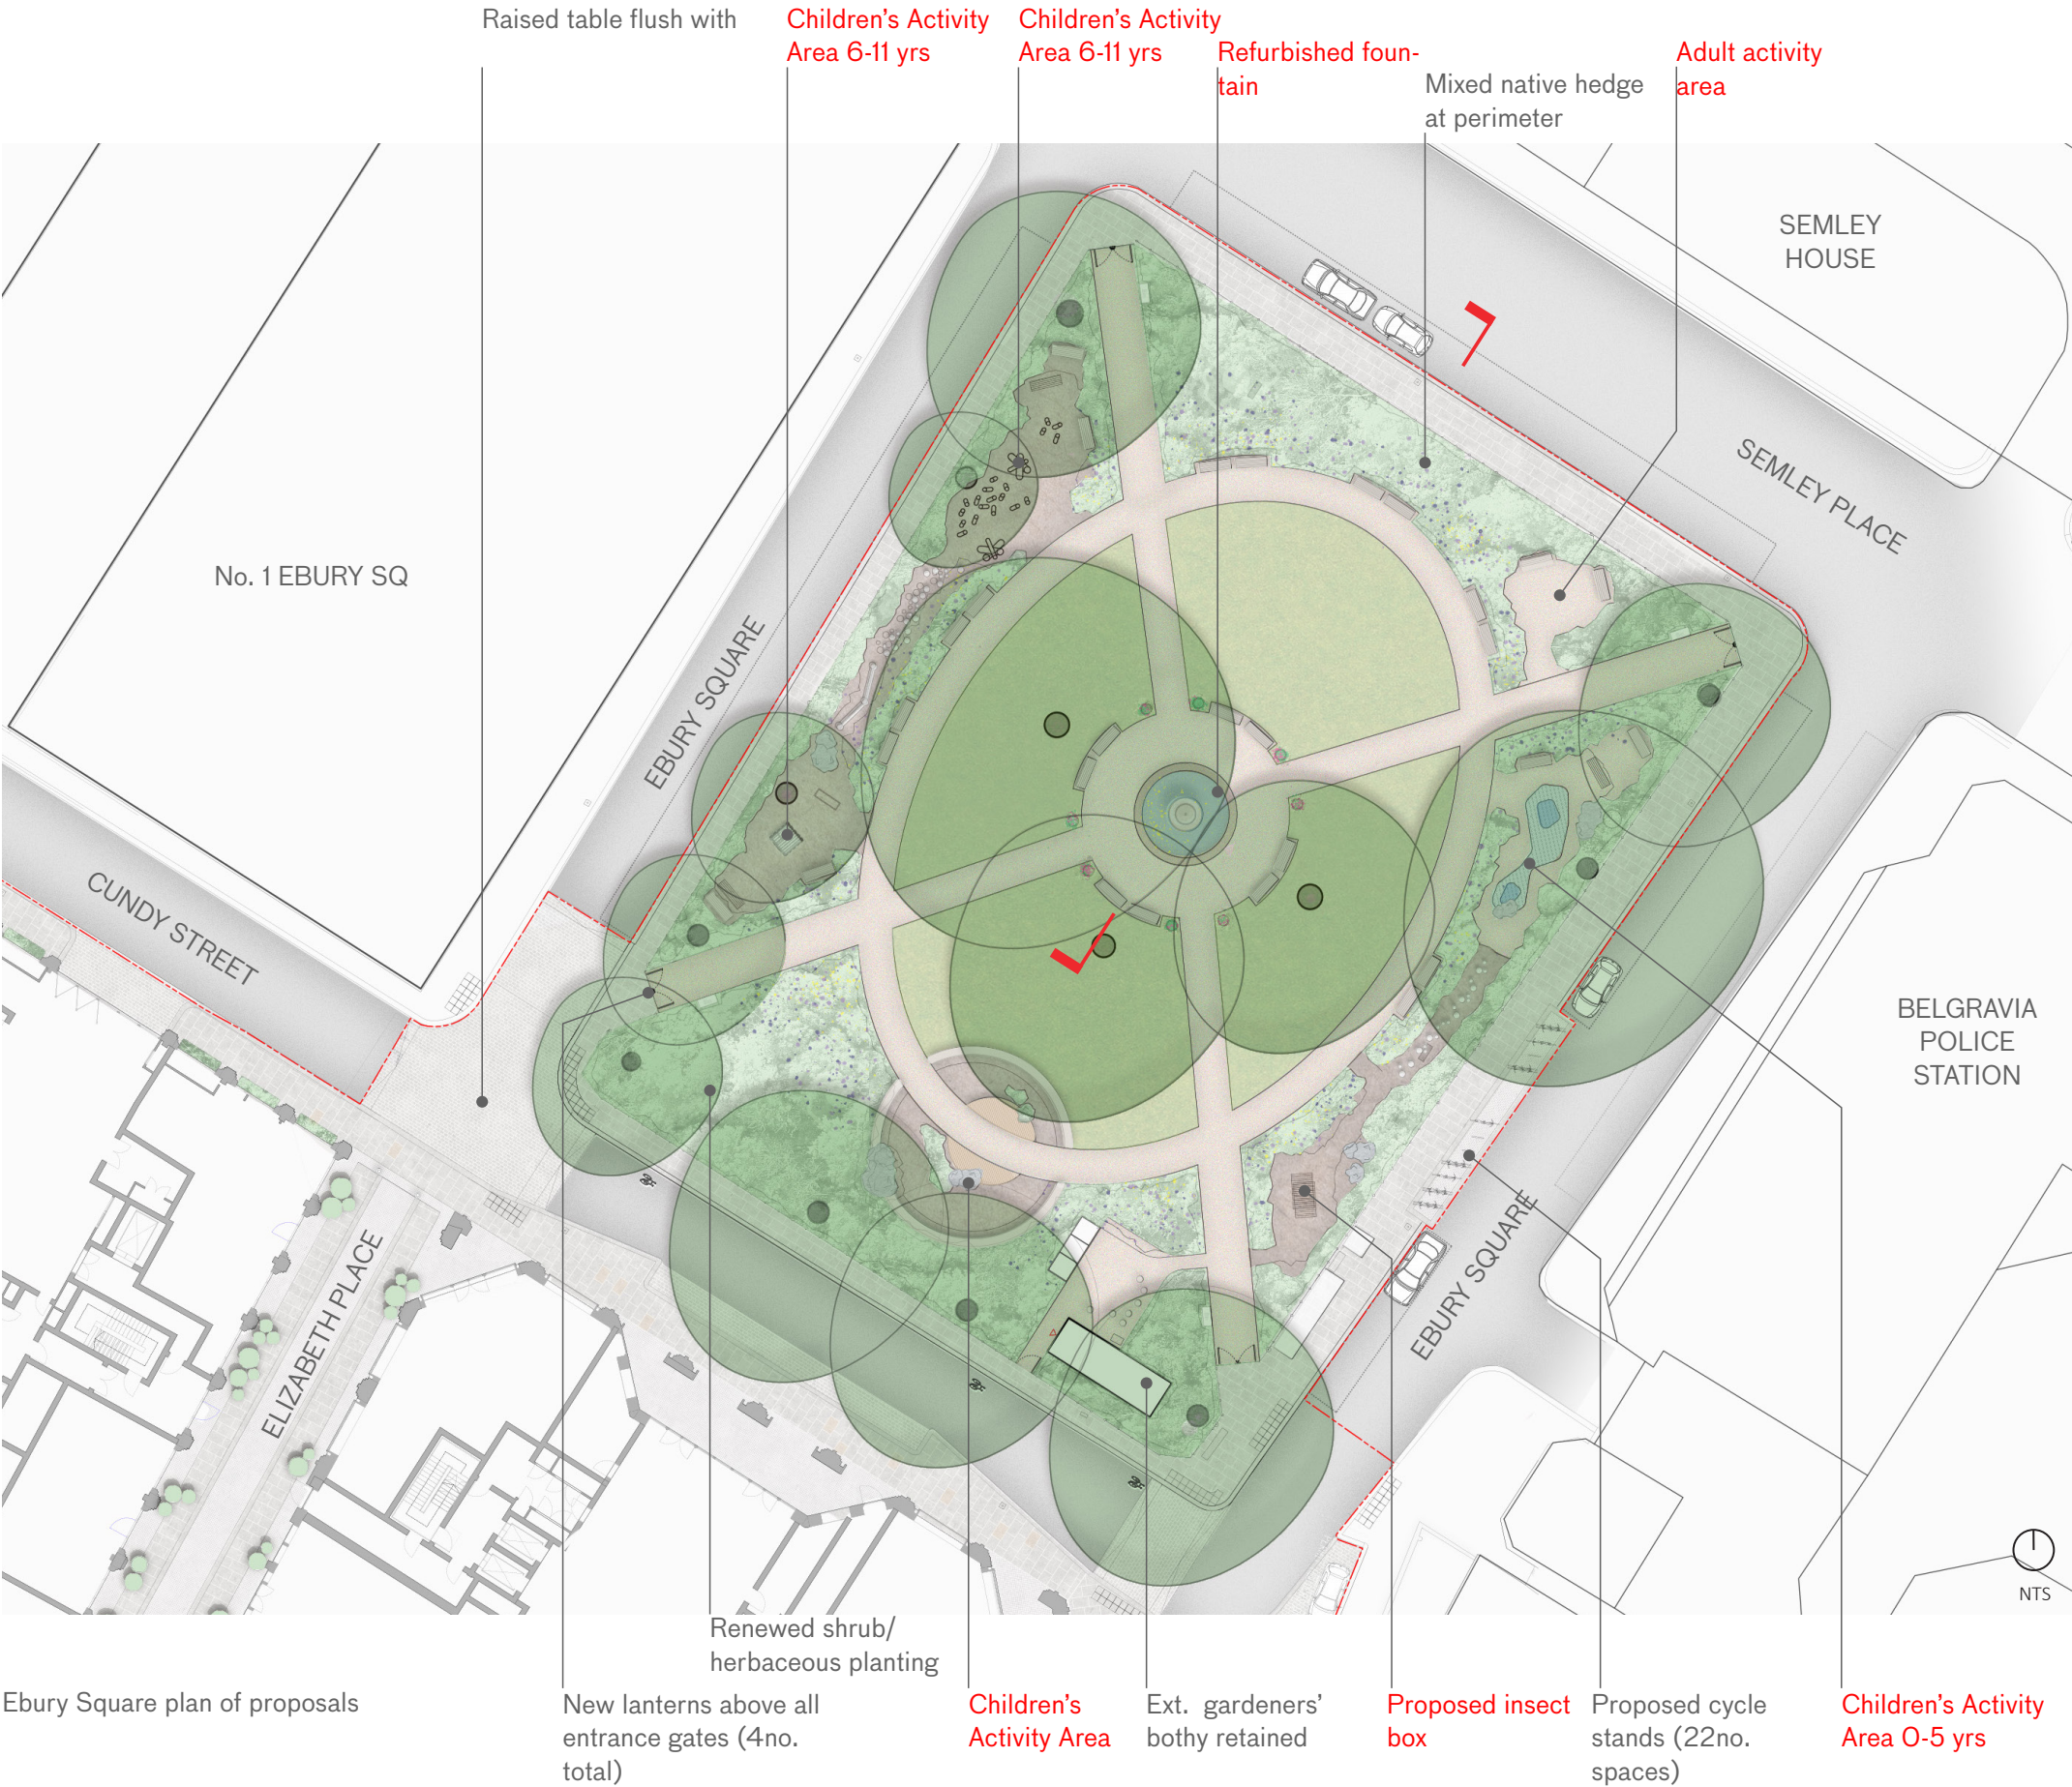 Raised table flush with
Children's Activity
Area 6-11 yrs
Children's Activity
Area 6-11 yrs
Refurbished foun-
tain
Mixed native hedge
at perimeter
Adult activity
area
SEMLEY
HOUSE
SEMLEY PLACE
No. 1 EBURY SQ
EBURY SQUARE
CUNDY STREET
BELGRAVIA
POLICE
STATION
ELIZABETH PLACE
EBURY SQUARE
NTS
Renewed shrub/
herbaceous planting
Ebury Square plan of proposals
New lanterns above all
entrance gates (4no.
total)
Children's
Activity Area
Ext. gardeners'
bothy retained
Proposed insect
box
Proposed cycle
stands (22no.
spaces)
Children's Activity
Area 0-5 yrs